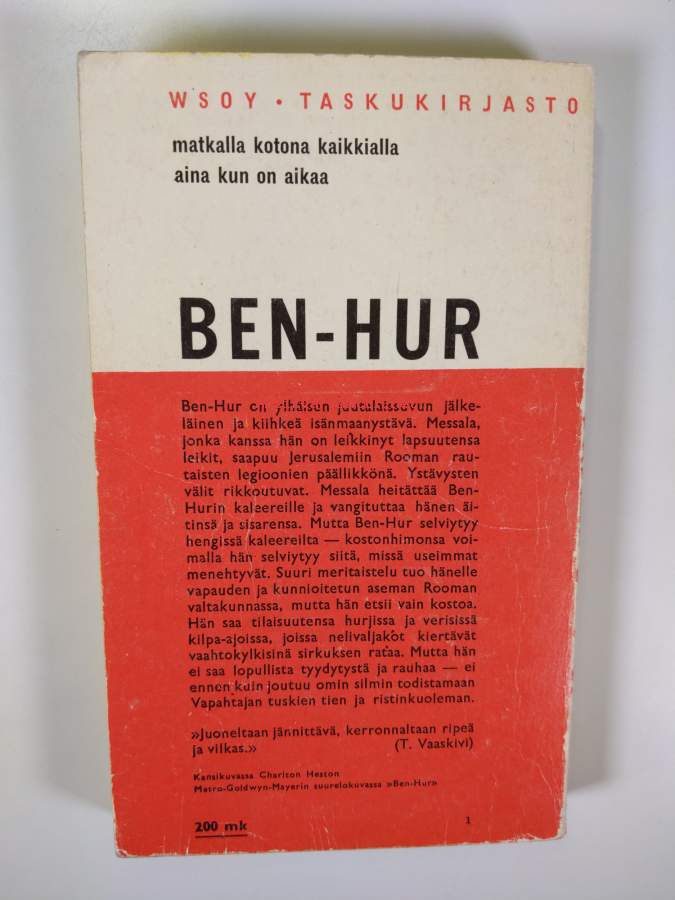 WSOY • TASKUKIRJASTO
matkalla kotona kaikkialla
aina kun on aikaa
BEN-HUR
Ben-Hur on ylhäisen juutalaissuvun jälke-
läinen ja kiihkeä isänmaanystävä. Messala,
jonka kanssa hän on leikkinyt lapsuutensa
leikit, saapuu Jerusalemiin Rooman rau-
taisten legioonien päällikkönä. Ystävysten
välit rikkoutuvat. Messala heitättää Ben-
Hurin kaleereille ja vangituttaa hänen äi-
tinsä ja sisarensa. Mutta Ben-Hur selviytyy
hengissä kaleereilta — kostonhimonsa voi-
malla hän selviytyy siitä, missä useimmat
menehtyvät. Suuri meritaistelu tuo hänelle
vapauden ja kunnioitetun aseman Rooman
valtakunnassa, mutta hän etsii vain kostoa.
Hän saa tilaisuutensa hurjissa ja verisissä
kilpa-ajoissa, joissa nelivaljakot kiertävät
vaahtokylkisinä sirkuksen rataa. Mutta hän
ei saa lopullista tyydytystä ja rauhaa — ei
ennen kuin joutuu omin silmin todistamaan
Vapahtajan tuskien tien ja ristinkuoleman.
»Juoneltaan jännittävä, kerronnaltaan ripeä
ja vilkas.» (T. Vaaskivi)
Kansikuvassa Charlton Heston
Metro-Goldwyn-Mayerin suurelokuvassa »Ben-Hur»
200 mk 1